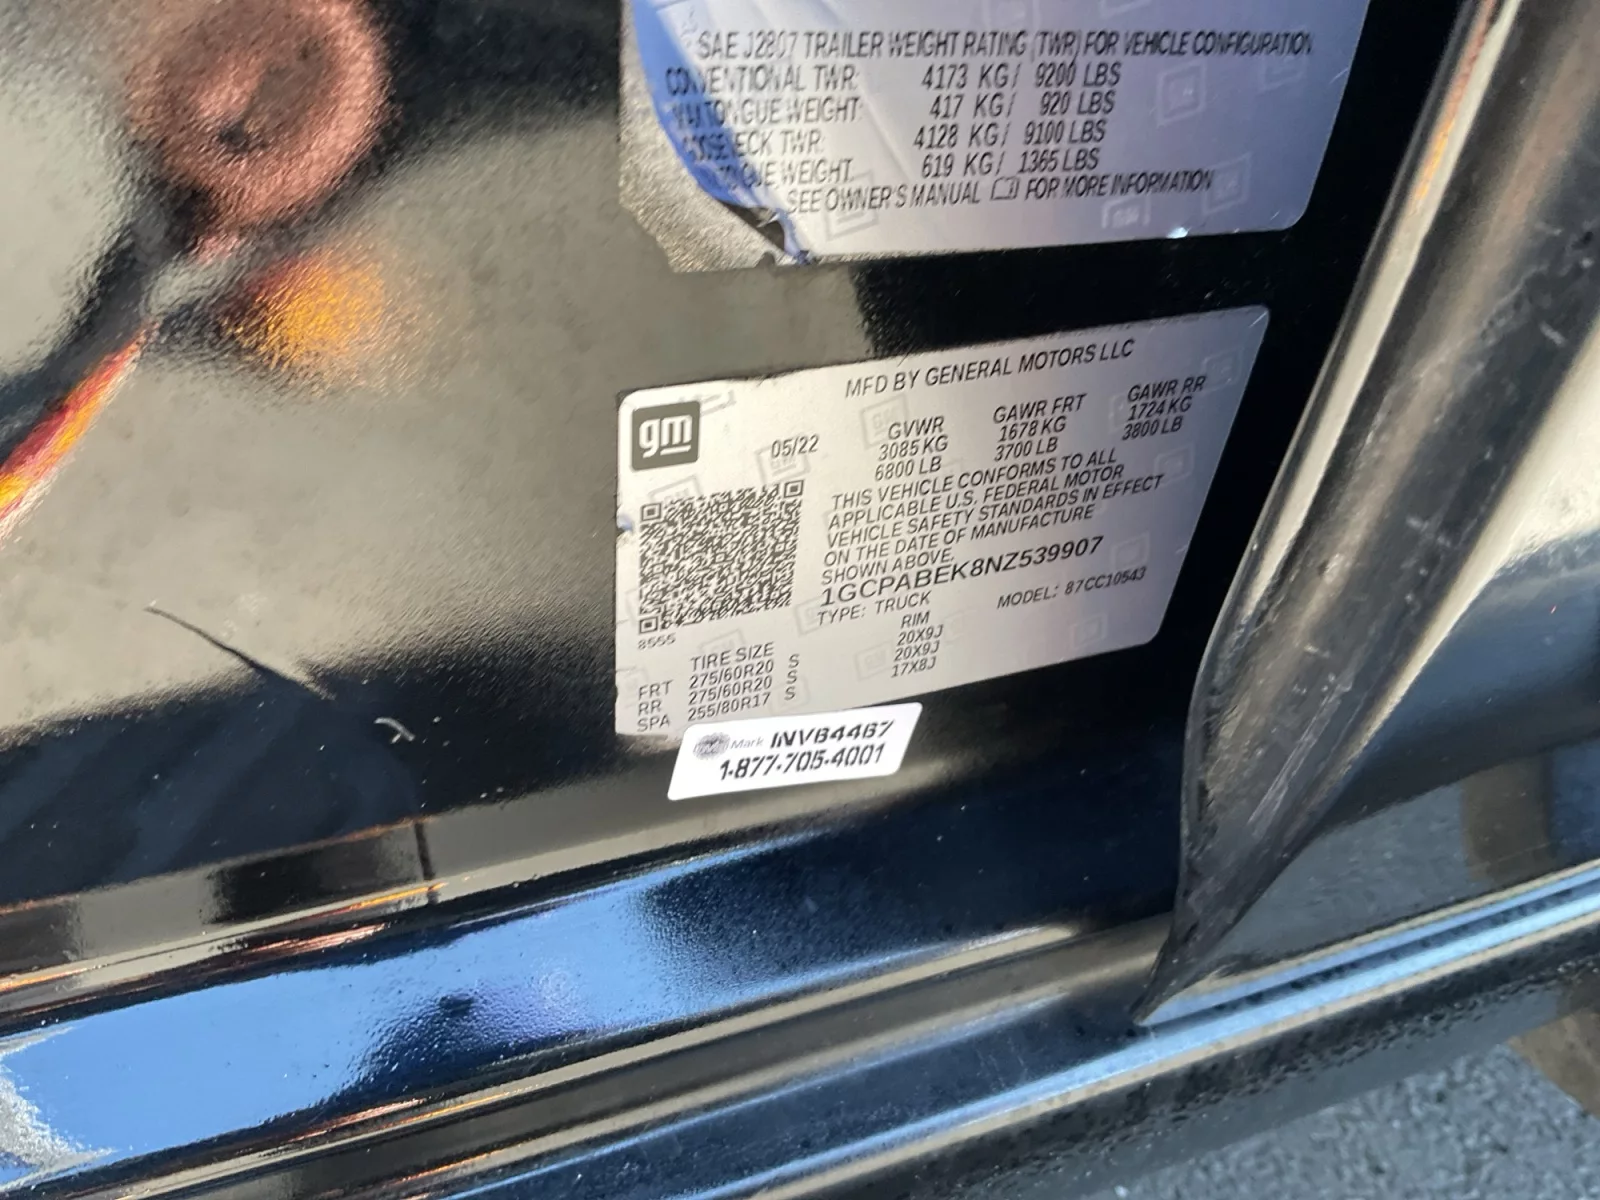 SAE J2807 TRAILER WEIGHT RATING (TWR) FOR VEHICLE CONFIGURATION
CONVENTIONAL TWR: 4173 KG/ 9200 LBS
TONGUE WEIGHT: 417 KG/ 920 LBS
TWR: 4128 KG/ 9100 LBS
WEIGHT: 619 KG/ 1365 LBS
SEE OWNER'S MANUAL FOR MORE INFORMATION
MFD BY GENERAL MOTORS LLC
gm 05/22 GVWR GAWR FRT GAWR RR
3085 KG 1678 KG 1724 KG
6800 LB 3700 LB 3800 LB
THIS VEHICLE CONFORMS TO ALL
APPLICABLE U.S. FEDERAL MOTOR
VEHICLE SAFETY STANDARDS IN EFFECT
ON THE DATE OF MANUFACTURE
SHOWN ABOVE.
1GCPABEK8NZ539907
TYPE: TRUCK MODEL: 87CC10543
8555
TIRE SIZE RIM
FRT 275/60R20 S 20X9J
RR 275/60R20 S 20X9J
SPA 255/80R17 S 17X8J
Mark INV64467
1-877-705-4001